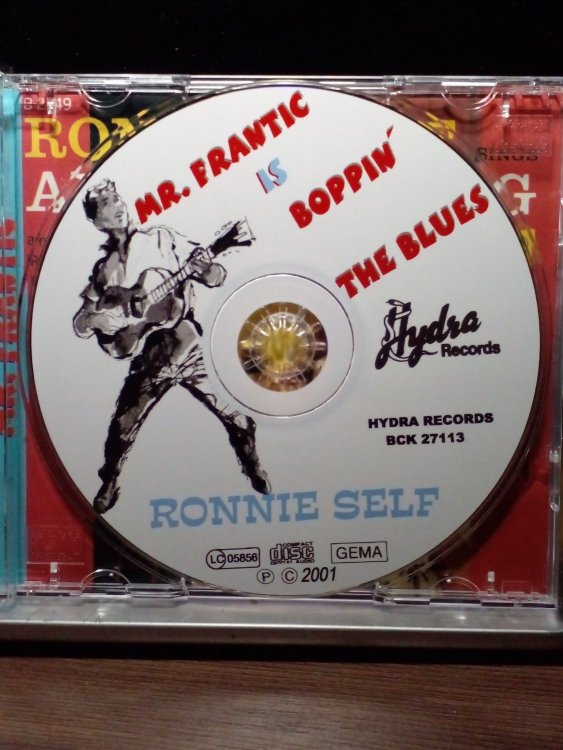 MR. FRANTIC
IS
BOPPIN'
THE BLUES
Hydra
Records
HYDRA RECORDS
BCK 27113
RONNIE SELF
LC 05856
COMPACT
disc
DIGITAL AUDIO
GEMA
P C 2001
RON
SINGS
A
G